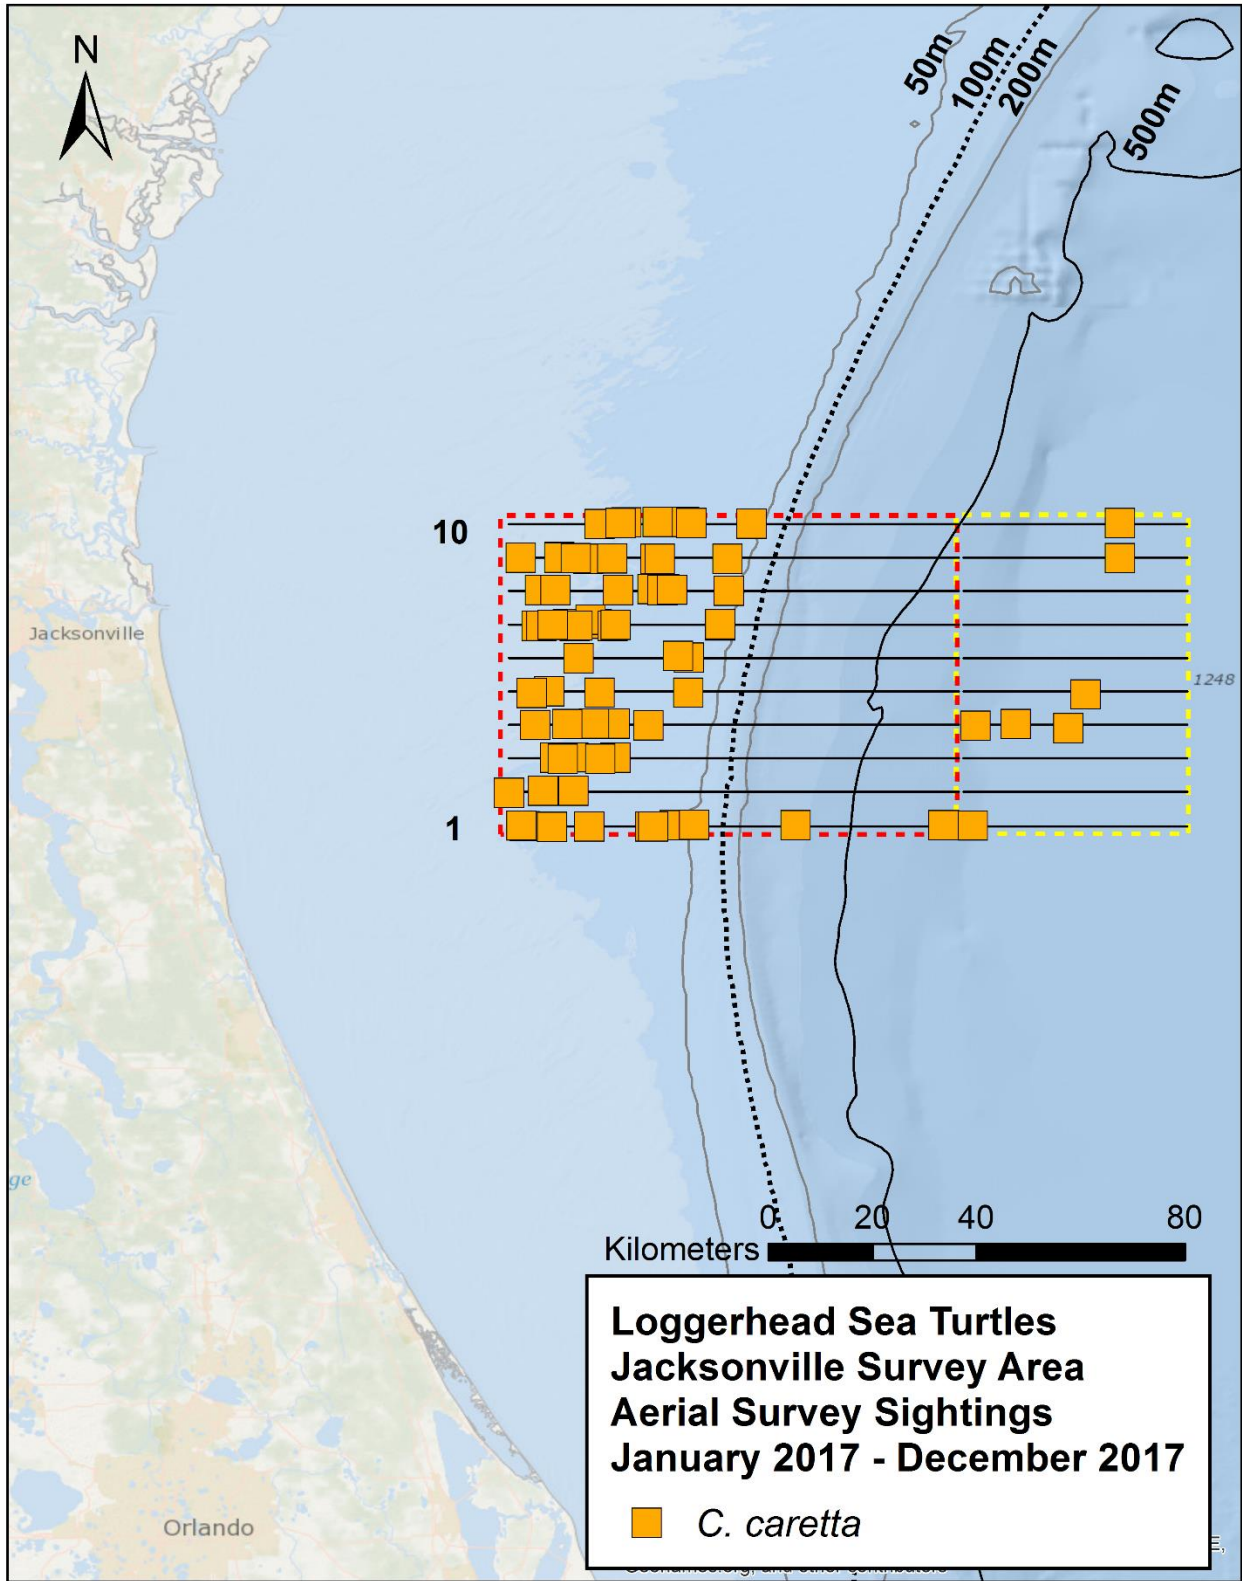 N
50m
100m
200m
500m
10
Jacksonville
1248
1
ge
0 20 40 80
Kilometers
Loggerhead Sea Turtles
Jacksonville Survey Area
Aerial Survey Sightings
January 2017 - December 2017
C. caretta
Orlando
E,